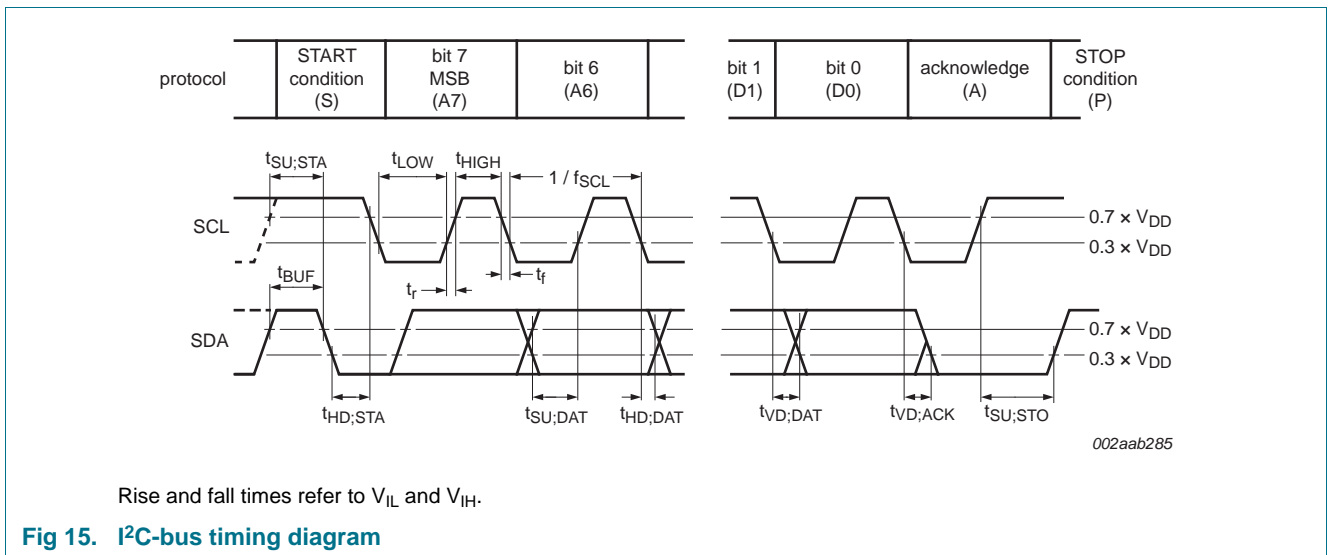 protocol
START
condition
(S)
bit 7
MSB
(A7)
bit 6
(A6)
bit 1
(D1)
bit 0
(D0)
acknowledge
(A)
STOP
condition
(P)
tSU;STA
tLOW
tHIGH
1 / fSCL
SCL
0.7 × VDD
0.3 × VDD
tBUF
tr
tf
SDA
0.7 × VDD
0.3 × VDD
tHD;STA
tSU;DAT
tHD;DAT
tVD;DAT
tVD;ACK
tSU;STO
002aab285
Rise and fall times refer to VIL and VIH.
Fig 15. I²C-bus timing diagram